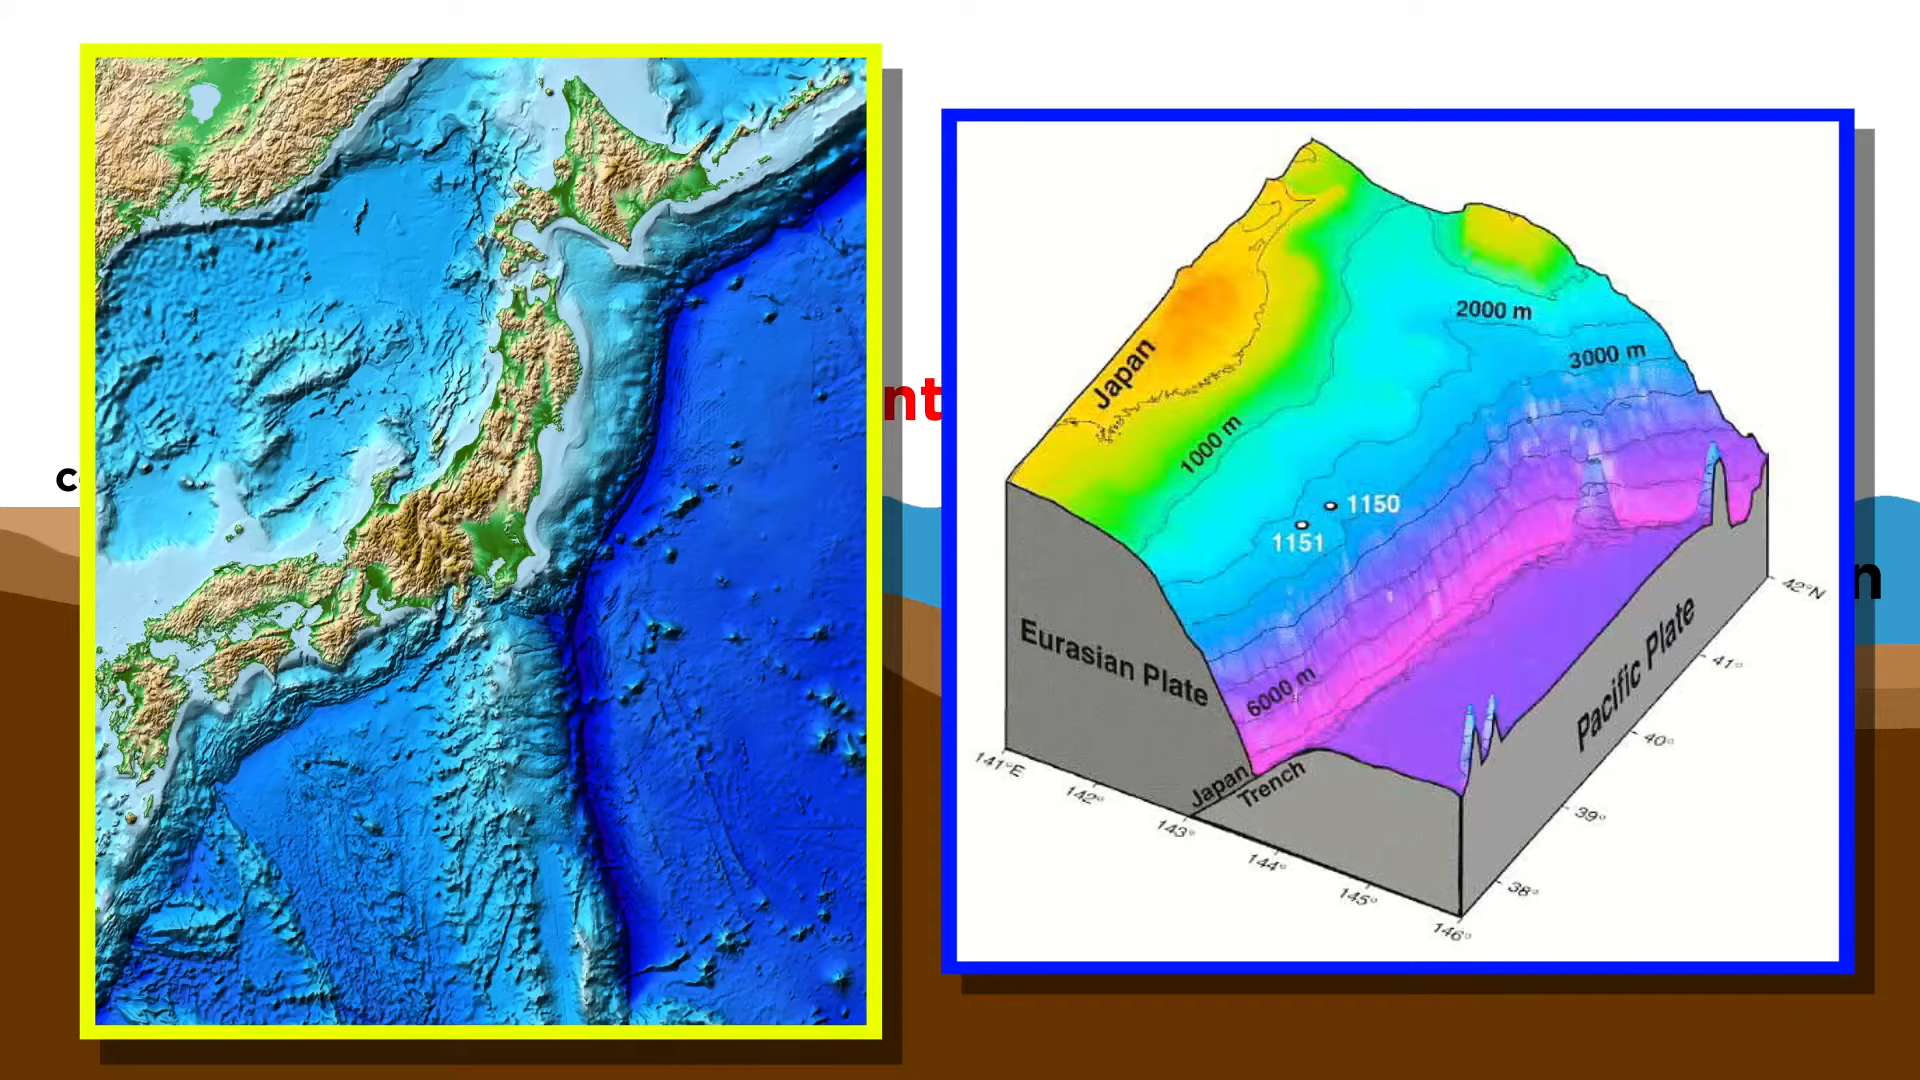 nt
c
n
Japan
1000 m
2000 m
3000 m
1150
1151
6000 m
Eurasian Plate
Pacific Plate
Japan
Trench
141°E
142°
143°
144°
145°
146°
38°
39°
40°
41°
42°N